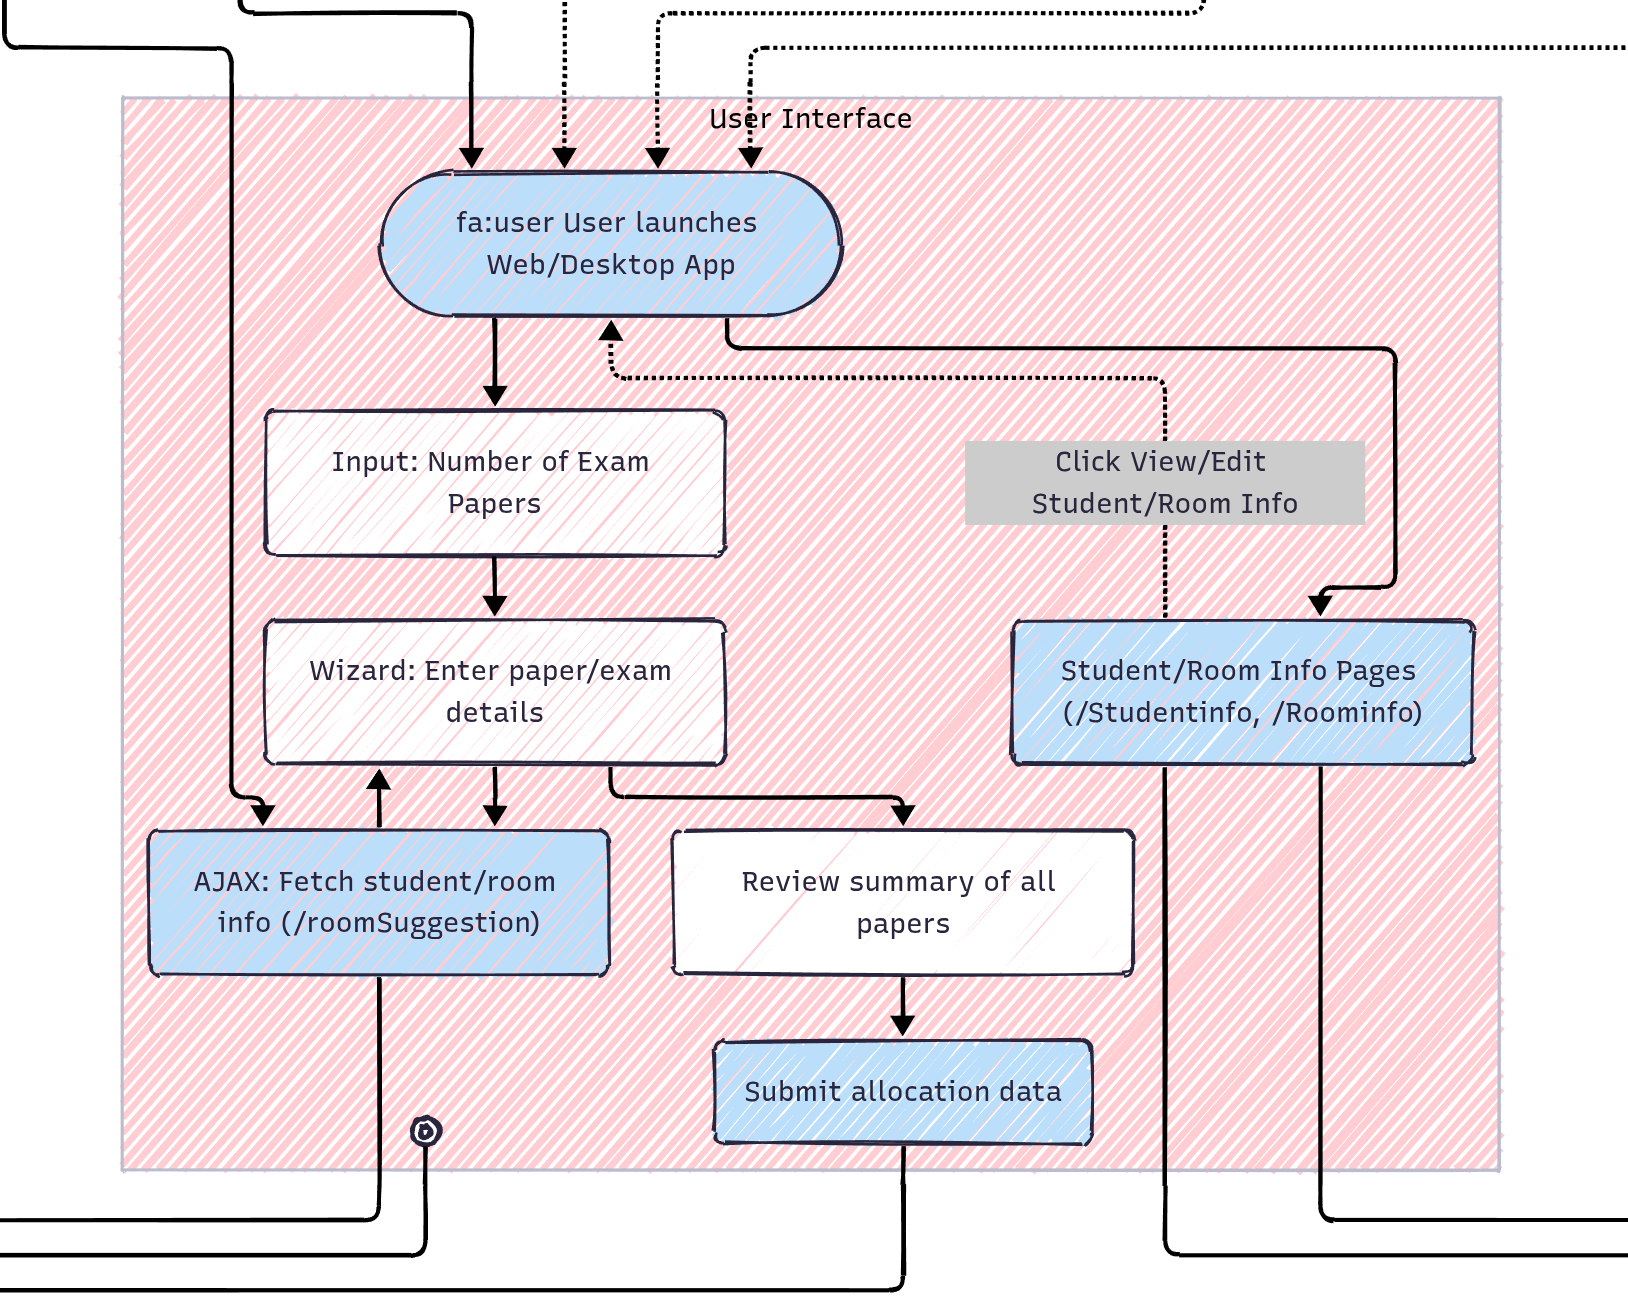 User Interface
fa:user User launches
Web/Desktop App
Input: Number of Exam
Papers
Click View/Edit
Student/Room Info
Wizard: Enter paper/exam
details
Student/Room Info Pages
(/Studentinfo, /Roominfo)
AJAX: Fetch student/room
info (/roomSuggestion)
Review summary of all
papers
Submit allocation data